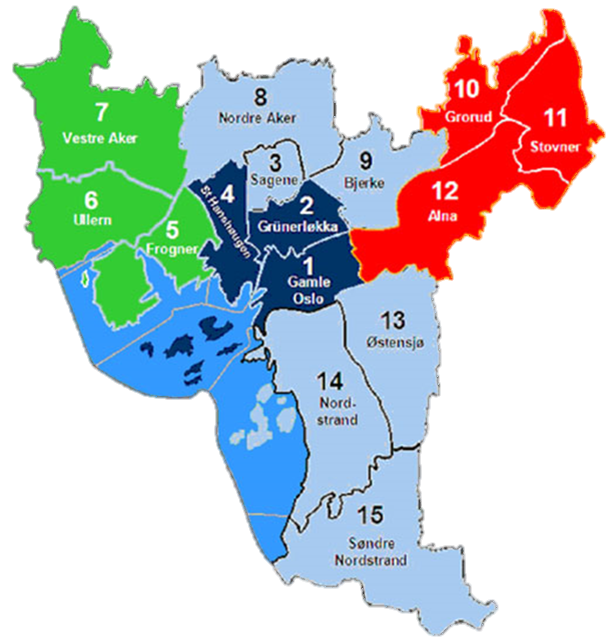 7
Vestre Aker
8
Nordre Aker
10
Grorud
11
Stovner
3
Sagene
9
Bjerke
6
Ullern
5
Frogner
4
St Hanshaugen
2
Grünerløkka
12
Alna
1
Gamle
Oslo
13
Østensjø
14
Nord-
strand
15
Søndre
Nordstrand